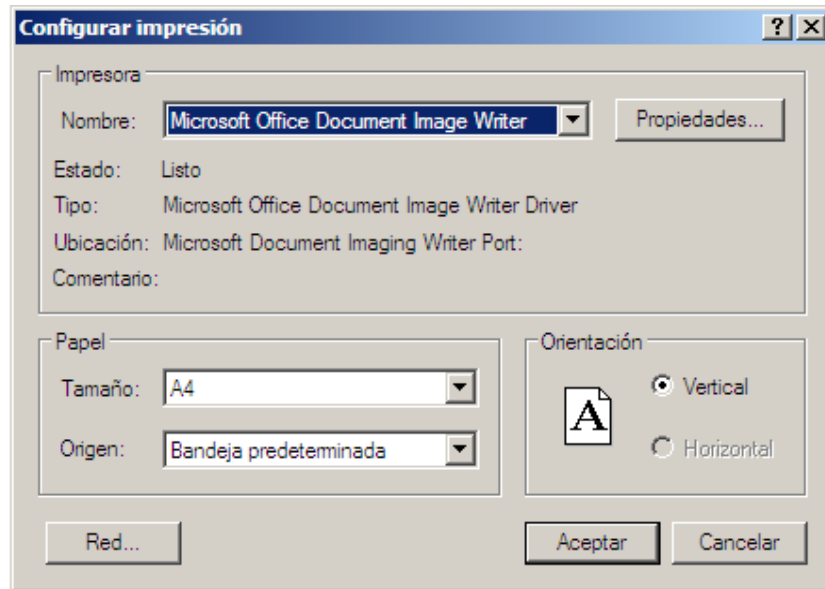 Configurar impresión
Impresora
Nombre: Microsoft Office Document Image Writer Propiedades...
Estado: Listo
Tipo: Microsoft Office Document Image Writer Driver
Ubicación: Microsoft Document Imaging Writer Port:
Comentario:
Papel
Tamaño: A4
Origen: Bandeja predeterminada
Orientación
A
Vertical
Horizontal
Red... Aceptar Cancelar